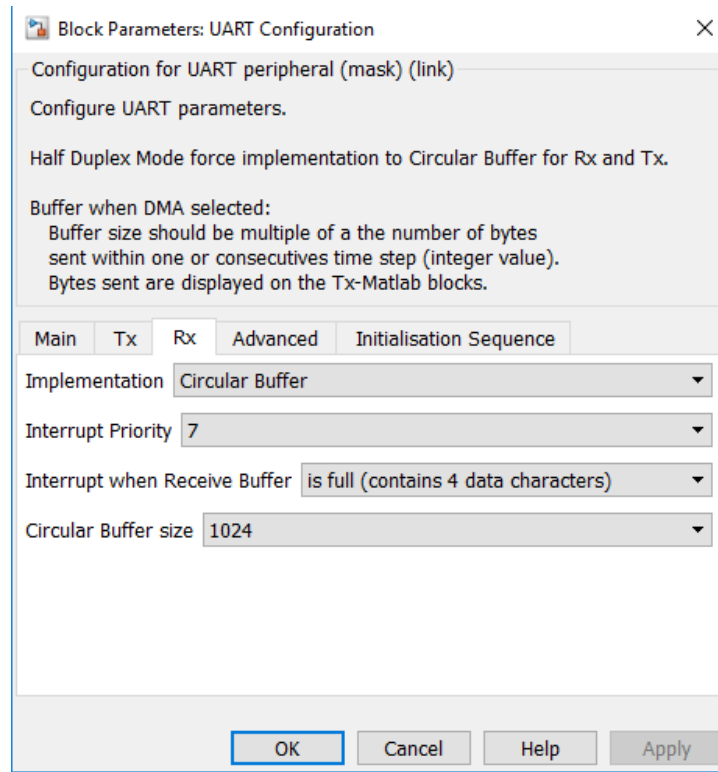 Block Parameters: UART Configuration
Configuration for UART peripheral (mask) (link)
Configure UART parameters.
Half Duplex Mode force implementation to Circular Buffer for Rx and Tx.
Buffer when DMA selected:
Buffer size should be multiple of a the number of bytes
sent within one or consecutives time step (integer value).
Bytes sent are displayed on the Tx-Matlab blocks.
Main Tx Rx Advanced Initialisation Sequence
Implementation Circular Buffer
Interrupt Priority 7
Interrupt when Receive Buffer is full (contains 4 data characters)
Circular Buffer size 1024
OK Cancel Help Apply